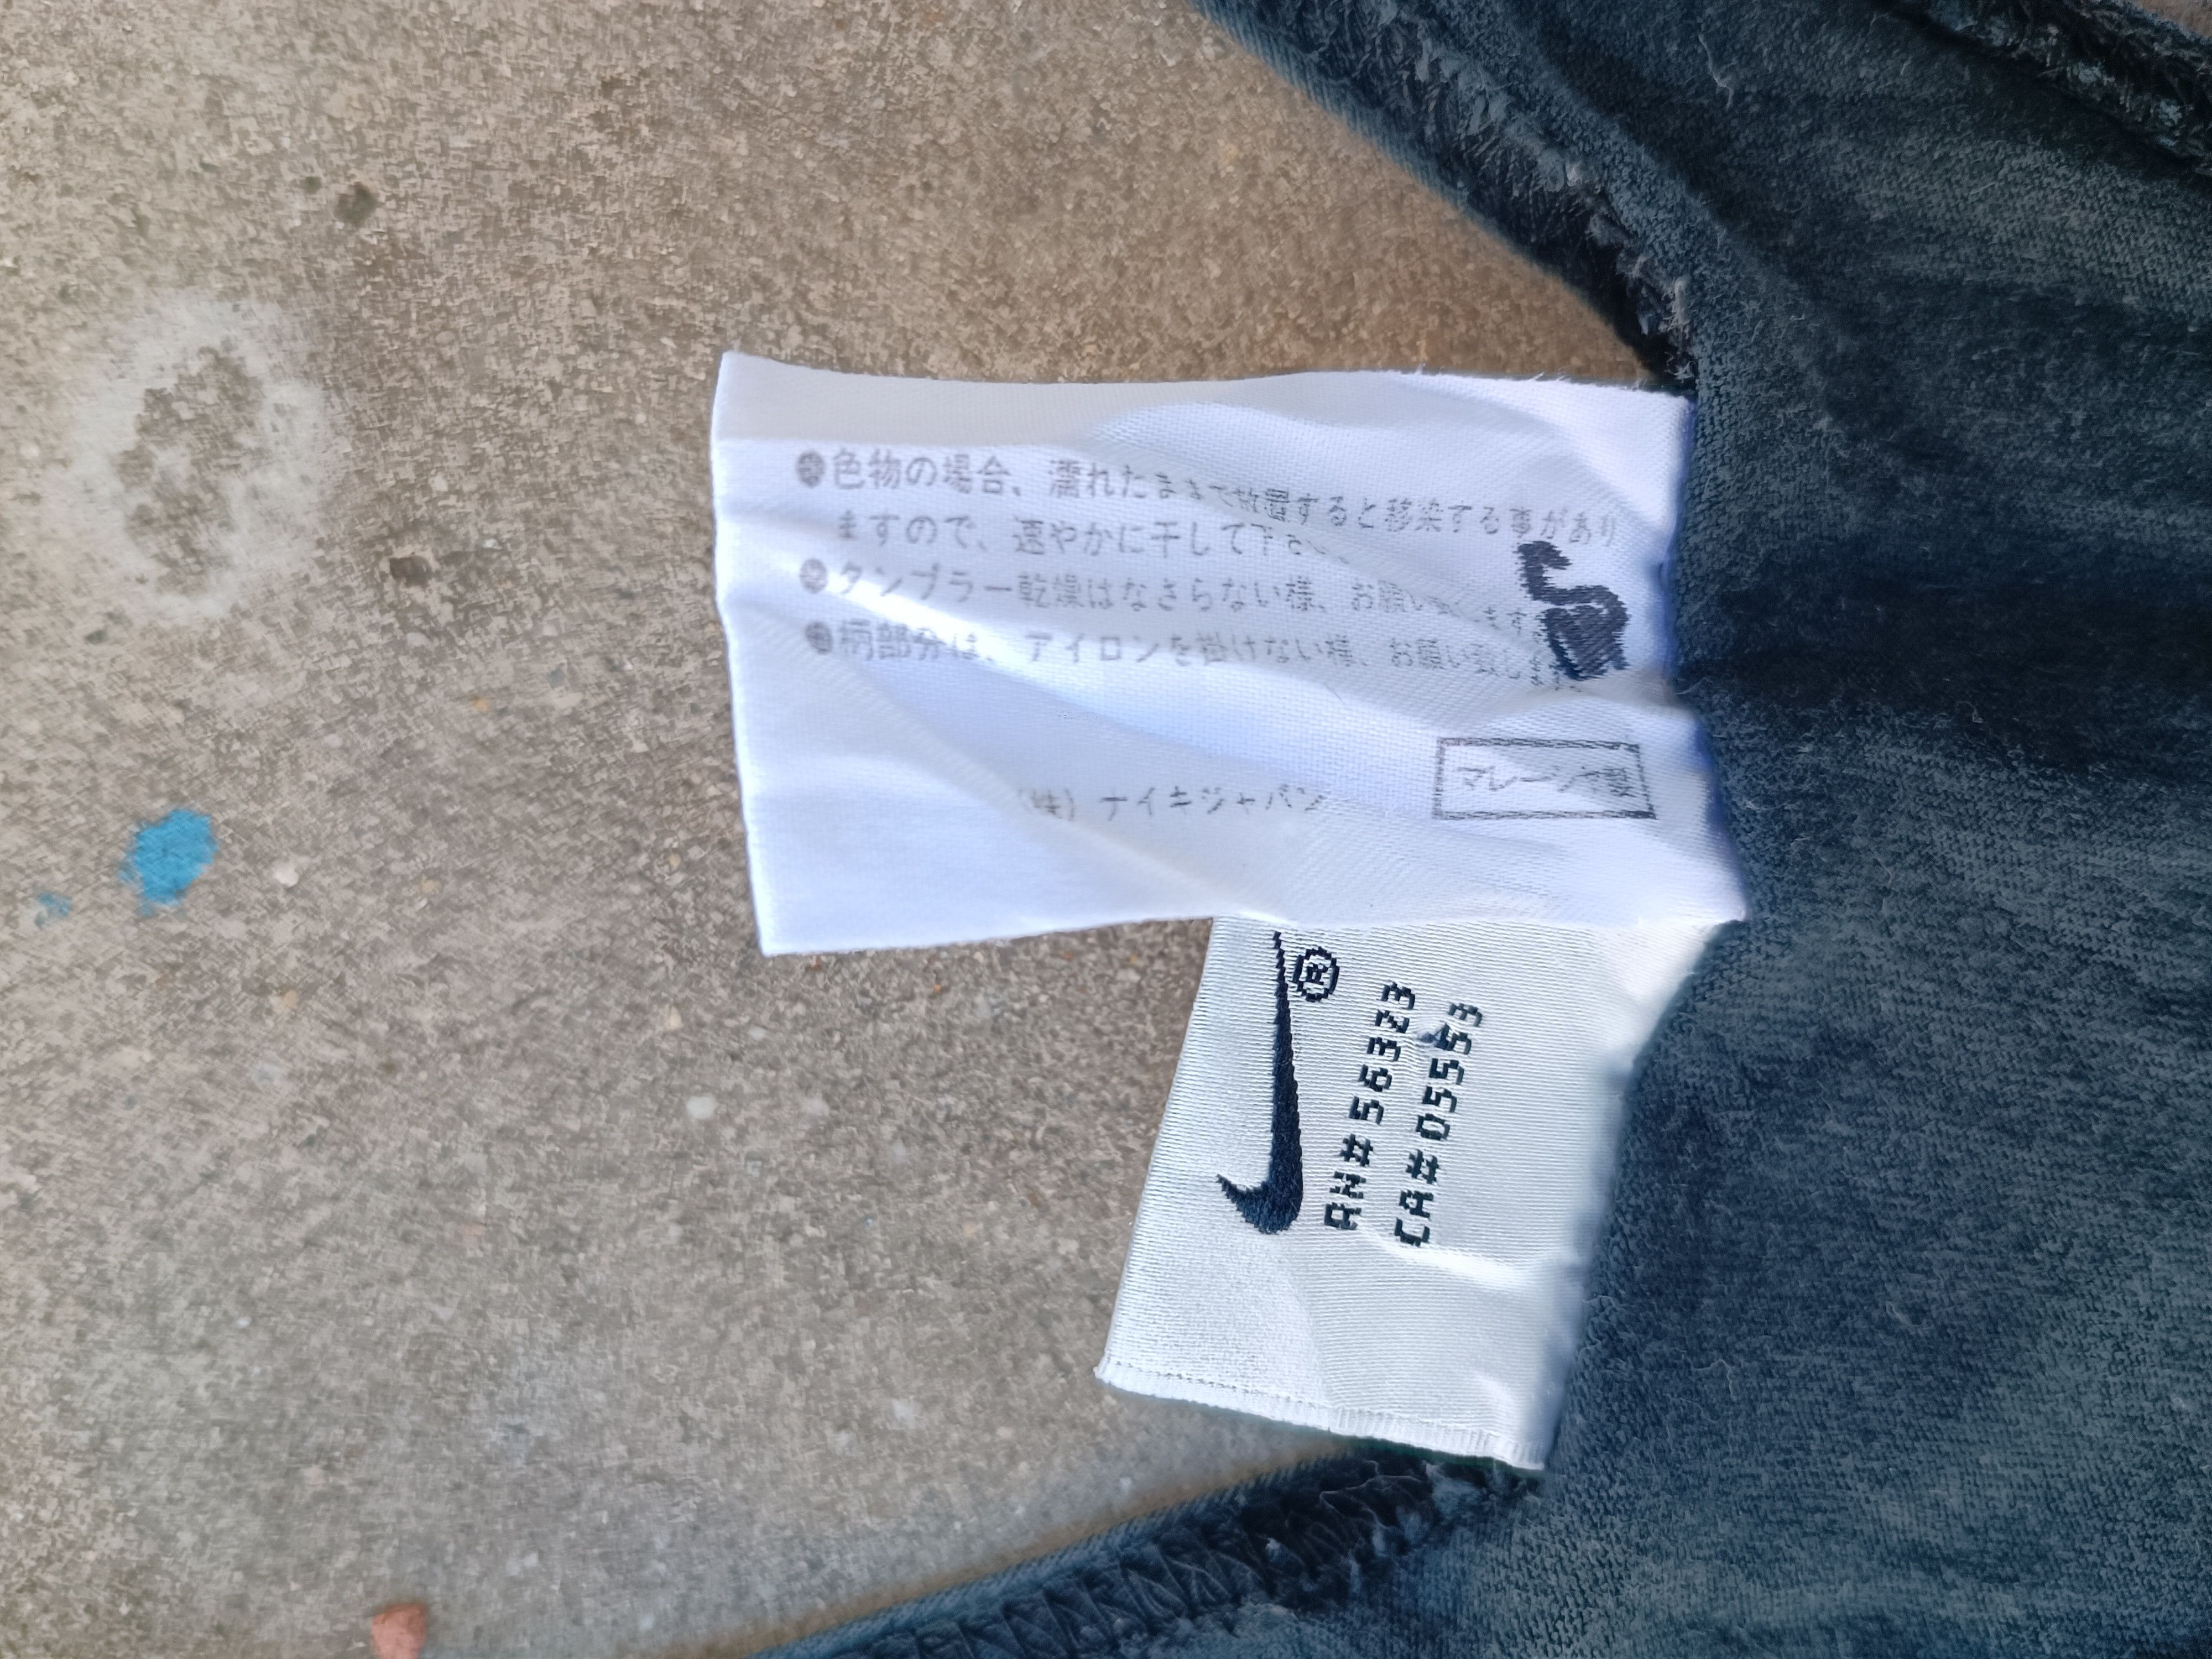 ●色物の場合、濡れたままで放置すると移染する事があり
ますので、速やかに干して下さい
●タンブラー乾燥はなさらない様、お願い致します
●柄部分は、アイロンを掛けない様、お願い致します
マレーシヤ製
(株) ナイキジャパン
®
RN#56323
CA#05553